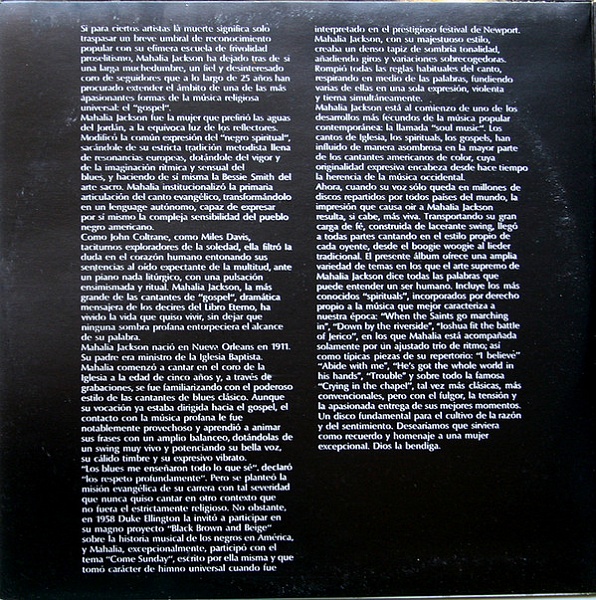 Si para ciertos artistas la muerte significa solo
traspasar un breve umbral de reconocimiento
popular con su efímera escuela de frivolidad
proselitismo, Mahalia Jackson ha dejado tras de si
una larga muchedumbre, un fiel y desinteresado
coro de seguidores que a lo largo de 25 años han
procurado extender el ámbito de una de las más
apasionantes formas de la música religiosa
universal: el "gospel".
Mahalia Jackson fue la mujer que prefirió las aguas
del Jordán, a la equívoca luz de los reflectores.
Modificó la común expresión del "negro spiritual",
sacándole de su estricta tradición metodista llena
de resonancias europeas, dotándole del vigor y
de la imaginación rítmica y sensual del
blues, y haciendo de sí misma la Bessie Smith del
arte sacro. Mahalia institucionalizó la primaria
articulación del canto evangélico, transformándolo
en un lenguaje autónomo, capaz de expresar
por sí mismo la compleja sensibilidad del pueblo
negro americano.
Como John Coltrane, como Miles Davis,
taciturnos exploradores de la soledad, ella filtró la
duda en el corazón humano entonando sus
sentencias al oído expectante de la multitud, ante
un piano nada litúrgico, con una pulsación
ensimismada y ritual. Mahalia Jackson, la más
grande de las cantantes de "gospel", dramática
mensajera de los decires del Libro Eterno, ha
vivido la vida que quiso vivir, sin dejar que
ninguna sombra profana entorpeciera el alcance
de su palabra.
Mahalia Jackson nació en Nueva Orleans en 1911.
Su padre era ministro de la Iglesia Baptista.
Mahalia comenzó a cantar en el coro de la
Iglesia a la edad de cinco años y, a través de
grabaciones, se fue familiarizando con el poderoso
estilo de las cantantes de blues clásico. Aunque
su vocación ya estaba dirigida hacia el gospel, el
contacto con la música profana le fue
notablemente provechoso y aprendió a animar
sus frases con un amplio balanceo, dotándolas de
un swing muy vivo y potenciando su bella voz,
su cálido timbre y su expresivo vibrato.
"Los blues me enseñaron todo lo que sé", declaró
"los respeto profundamente". Pero se planteó la
misión evangélica de su carrera con tal severidad
que nunca quiso cantar en otro contexto que
no fuera el estrictamente religioso. No obstante,
en 1958 Duke Ellington la invitó a participar en
su magno proyecto "Black Brown and Beige"
sobre la historia musical de los negros en América,
y Mahalia, excepcionalmente, participó con el
tema "Come Sunday", escrito por ella misma y que
tomó carácter de himno universal cuando fue
interpretado en el prestigioso festival de Newport.
Mahalia Jackson, con su majestuoso estilo,
creaba un denso tapiz de sombría tonalidad,
añadiendo giros y variaciones sobrecogedoras.
Rompió todas las reglas habituales del canto,
respirando en medio de las palabras, fundiendo
varias de ellas en una sola expresión, violenta
y tierna simultáneamente.
Mahalia Jackson está al comienzo de uno de los
desarrollos más fecundos de la música popular
contemporánea: la llamada "soul music". Los
cantos de Iglesia, los spirituals, los gospels, han
influido de manera asombrosa en la mayor parte
de los cantantes americanos de color, cuya
originalidad expresiva encabeza desde hace tiempo
la herencia de la música occidental.
Ahora, cuando su voz sólo queda en millones de
discos repartidos por todos países del mundo, la
impresión que causa oir a Mahalia Jackson
resulta, si cabe, más viva. Transportando su gran
carga de fé, construida de lacerante swing, llegó
a todas partes cantando en el estilo propio de
cada oyente, desde el boogie woogie al lieder
tradicional. El presente álbum ofrece una amplia
variedad de temas en los que el arte supremo de
Mahalia Jackson dice todas las palabras que
puede entender un ser humano. Incluye los más
conocidos "spirituals", incorporados por derecho
propio a la música que mejor caracteriza a
nuestra época: "When the Saints go marching
in", "Down by the riverside", "Joshua fit the battle
of Jerico", en los que Mahalia está acompañada
solamente por un ajustado trío de ritmo; así
como típicas piezas de su repertorio: "I believe"
"Abide with me", "He's got the whole world in
his hands", "Trouble" y sobre todo la famosa
"Crying in the chapel", tal vez más clásicas, más
convencionales, pero con el fulgor, la tensión y
la apasionada entrega de sus mejores momentos.
Un disco fundamental para el cultivo de la razón
y del sentimiento. Desearíamos que sirviera
como recuerdo y homenaje a una mujer
excepcional. Dios la bendiga.